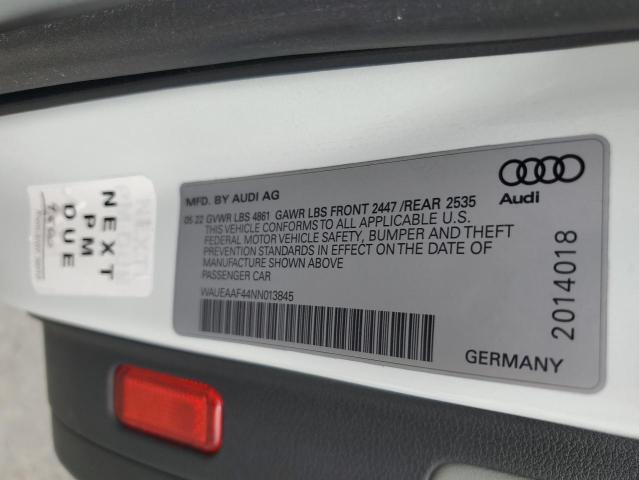 MFD. BY AUDI AG
05 22 GVWR LBS 4861 GAWR LBS FRONT 2447 /REAR 2535
THIS VEHICLE CONFORMS TO ALL APPLICABLE U.S.
FEDERAL MOTOR VEHICLE SAFETY, BUMPER AND THEFT
PREVENTION STANDARDS IN EFFECT ON THE DATE OF
MANUFACTURE SHOWN ABOVE
PASSENGER CAR
WAUEAAF44NN013845
Audi
2014018
GERMANY
NEXT
PM
DUE